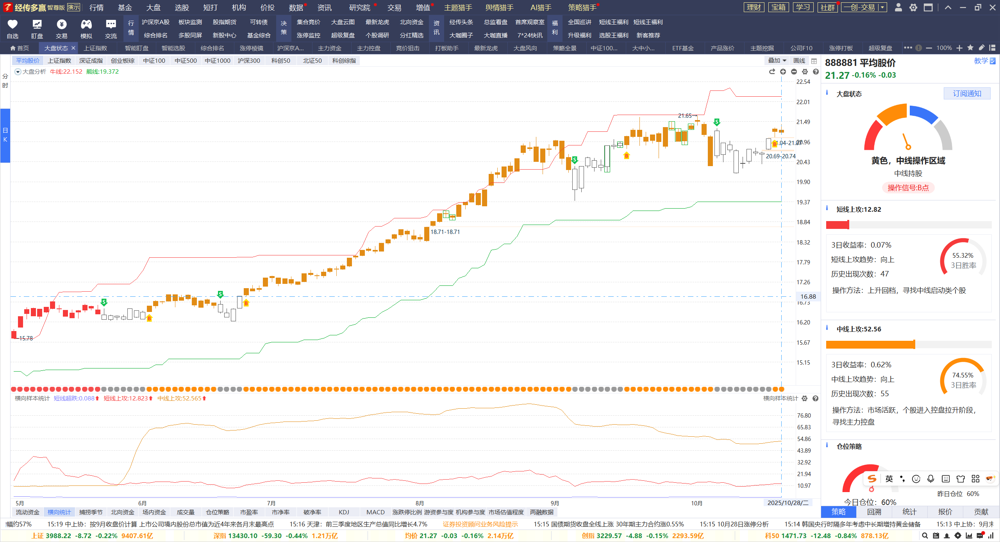 经传多赢 智尊版 演示 行情 基金 大盘 选股 短打 机构 价投 数据 资讯 研究院 交易 增值 主题猎手 舆情猎手 AI猎手 策略猎手 理财 宝箱 学习 社群 一创-交易
自选 盯盘 交易 模拟 交流
行情 沪深京A股 板块监测 股指期货 可转债 决策 集合竞价 大盘云图 最新龙虎 北向资金 资讯 经传头条 总监看盘 首席观察室 福利 全国巡讲 短线王福利 短线王福利
综合排名 多股同屏 新股中心 基金综合 涨停监控 超级复盘 个股调研 分红精选 大咖圈子 大咖直播 7*24快讯 升级福利 选股王福利 新客推荐
首页 大盘状态 上证指数 智能盯盘 智能选股 综合排名 涨停棱镜 沪深京A... 主力资金 主力控盘 竞价狙击 打板助手 最新龙虎 大盘风向 策略全景 中证100... 大中小... ETF基金 产品涨价 主题挖掘 公司F10 涨停打板 超级复盘 100%
平均股价 上证指数 深证成指 创业板综 中证100 中证500 中证1000 沪深300 科创50 北证50 科创综指 叠加 画线
分时
日K
大盘分析 牛线:22.152 熊线:19.372
22.54
22.01
21.49
20.96
20.43
19.90
19.37
18.84
18.32
17.79
17.26
16.88
16.73
16.20
15.67
15.15
21.65
20.69-20.74
18.71-18.71
15.78
S
S
S
S
B
B
B
B
横向样本统计 短线超跌:0.088 短线上攻:12.823 中线上攻:52.565 横向样本统计
76.80
65.83
54.86
43.89
32.92
21.94
10.97
5月 6月 7月 8月 9月 10月 2025/10/28/二
流动资金 横向统计 捕捞季节 北向资金 场内资金 成交量 仓位策略 市盈率 市净率 破净率 KDJ MACD 涨跌停比例 游资参与度 机构参与度 市场估值程度 两融数据
888881 平均股价 教学
21.27 -0.16% -0.03
大盘状态 订阅通知
黄色，中线操作区域
中线持股
操作信号:B点
短线上攻:12.82
3日收益率：0.07%
短线上攻趋势：向上
历史出现次数：47
55.32%
3日胜率
操作方法：上升回档，寻找中线启动类个股
中线上攻:52.56
3日收益率：0.62%
中线上攻趋势：向上
历史出现次数：55
74.55%
3日胜率
操作方法：市场活跃，个股进入控盘拉升阶段，
寻找主力控盘
仓位策略
英
昨日仓位 60%
今日仓位：60%
策略 回溯 统计 报价 贡献
幅约57% 15:19 中上协：按9月收盘价计算 上市公司境内股份总市值为近4年来各月末最高点 15:16 天津：前三季度地区生产总值同比增长4.7% 证券投资顾问业务风险提示 15:15 国债期货收盘全线上涨 30年期主力合约涨0.55% 15:15 10月28日涨停分析 15:14 韩国央行时隔多年考虑中长期增持黄金储备 15:13 中上协：9月末
上证 3988.22 -8.72 -0.22% 9407.61亿 深指 13430.10 -59.30 -0.44% 1.21万亿 均价 21.27 -0.03 -0.16% 2.14万亿 创指 3229.57 -4.88 -0.15% 2293.59亿 科50 1471.73 -12.48 -0.84% 878.13亿